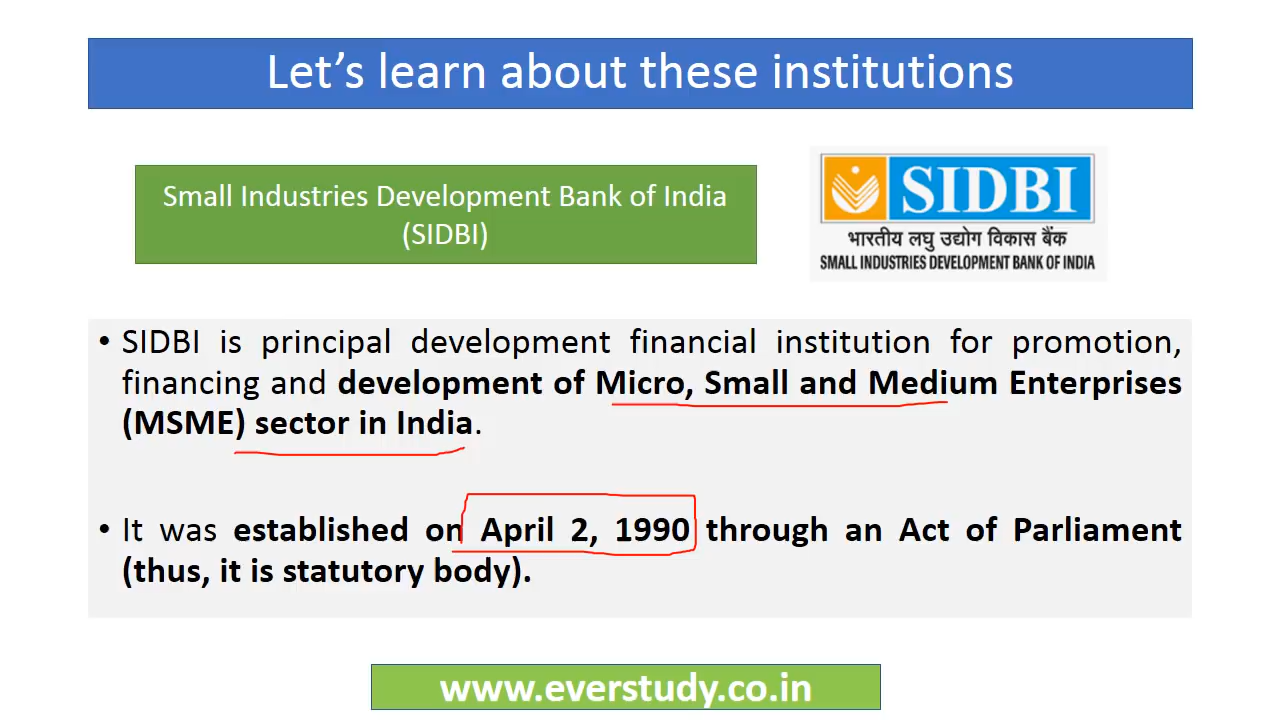 Let’s learn about these institutions
Small Industries Development Bank of India
(SIDBI)
SIDBI
भारतीय लघु उद्योग विकास बैंक
SMALL INDUSTRIES DEVELOPMENT BANK OF INDIA
• SIDBI is principal development financial institution for promotion,
financing and development of Micro, Small and Medium Enterprises
(MSME) sector in India.
• It was established on April 2, 1990 through an Act of Parliament
(thus, it is statutory body).
www.everstudy.co.in